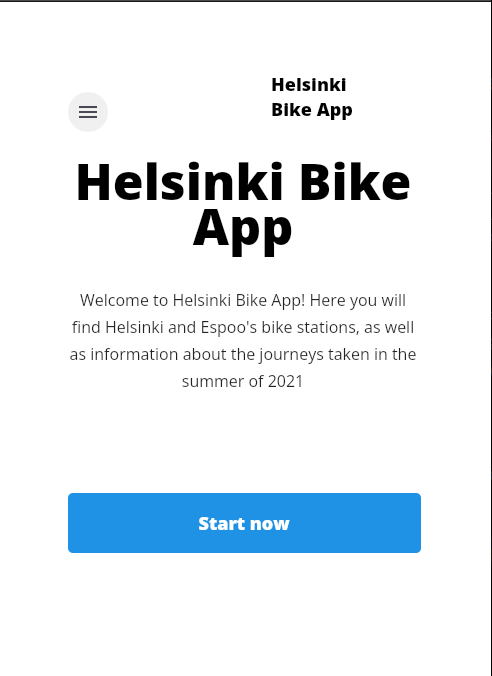 Helsinki
Bike App
Helsinki Bike
App
Welcome to Helsinki Bike App! Here you will
find Helsinki and Espoo's bike stations, as well
as information about the journeys taken in the
summer of 2021
Start now